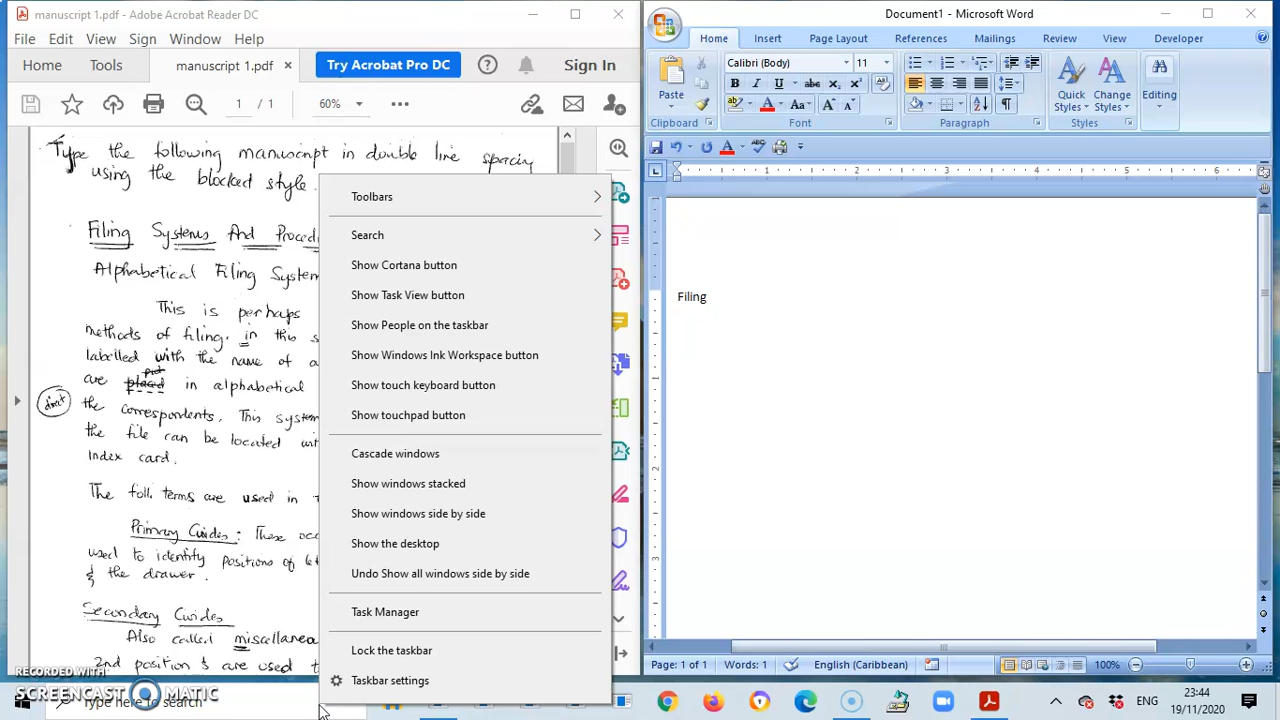 manuscript 1.pdf - Adobe Acrobat Reader DC
File Edit View Sign Window Help
Home Tools manuscript 1.pdf × Try Acrobat Pro DC Sign In
1 / 1 60%
Type the following manuscript in double line spacing
using the blocked style.
Filing Systems And
Alphabetical Filing
This is perhaps
methods of filing. in this
labelled with the name of
are placed put in alphabetical
direct
the correspondents. This
the file can be located
index card.
The foll. terms are used in
Primary Guides: These
used to identify positions of
& the drawer.
Secondary Guides
Also called
2nd position & are used
Toolbars
Search
Show Cortana button
Show Task View button
Show People on the taskbar
Show Windows Ink Workspace button
Show touch keyboard button
Show touchpad button
Cascade windows
Show windows stacked
Show windows side by side
Show the desktop
Undo Show all windows side by side
Task Manager
Lock the taskbar
Taskbar settings
Document1 - Microsoft Word
Home Insert Page Layout References Mailings Review View Developer
Calibri (Body) 11
Paste
Quick Styles
Change Styles
Editing
Clipboard Font Paragraph Styles
1 2 3 4 5 6
Filing
1
2
Page: 1 of 1 Words: 1 English (Caribbean) 100%
RECORDED WITH
SCREENCAST MATIC
Type here to search
ENG
23:44
19/11/2020